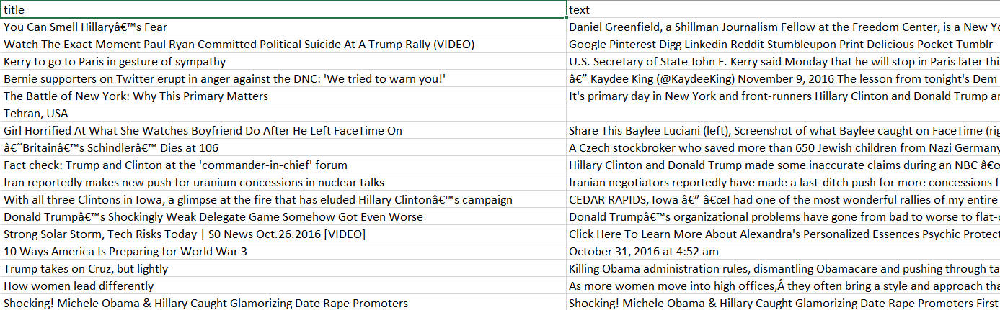 title text
You Can Smell Hillaryâ€™s Fear Daniel Greenfield, a Shillman Journalism Fellow at the Freedom Center, is a New
Watch The Exact Moment Paul Ryan Committed Political Suicide At A Trump Rally (VIDEO) Google Pinterest Digg Linkedin Reddit Stumbleupon Print Delicious Pocket Tumblr
Kerry to go to Paris in gesture of sympathy U.S. Secretary of State John F. Kerry said Monday that he will stop in Paris later
Bernie supporters on Twitter erupt in anger against the DNC: 'We tried to warn you!' â€” Kaydee King (@KaydeeKing) November 9, 2016 The lesson from tonight's Dem
The Battle of New York: Why This Primary Matters It's primary day in New York and front-runners Hillary Clinton and Donald Trump
Tehran, USA
Girl Horrified At What She Watches Boyfriend Do After He Left FaceTime On Share This Baylee Luciani (left), Screenshot of what Baylee caught on FaceTime
â€˜Britainâ€™s Schindlerâ€™ Dies at 106 A Czech stockbroker who saved more than 650 Jewish children from Nazi Germany
Fact check: Trump and Clinton at the 'commander-in-chief' forum Hillary Clinton and Donald Trump made some inaccurate claims during an NBC â€œ
Iran reportedly makes new push for uranium concessions in nuclear talks Iranian negotiators reportedly have made a last-ditch push for more concessions
With all three Clintons in Iowa, a glimpse at the fire that has eluded Hillary Clintonâ€™s campaign CEDAR RAPIDS, Iowa â€” â€œI had one of the most wonderful rallies of my entire
Donald Trumpâ€™s Shockingly Weak Delegate Game Somehow Got Even Worse Donald Trumpâ€™s organizational problems have gone from bad to worse to
Strong Solar Storm, Tech Risks Today | S0 News Oct.26.2016 [VIDEO] Click Here To Learn More About Alexandra's Personalized Essences Psychic
10 Ways America Is Preparing for World War 3 October 31, 2016 at 4:52 am
Trump takes on Cruz, but lightly Killing Obama administration rules, dismantling Obamacare and pushing through
How women lead differently As more women move into high offices,Â they often bring a style and approach
Shocking! Michele Obama & Hillary Caught Glamorizing Date Rape Promoters Shocking! Michele Obama & Hillary Caught Glamorizing Date Rape Promoters First